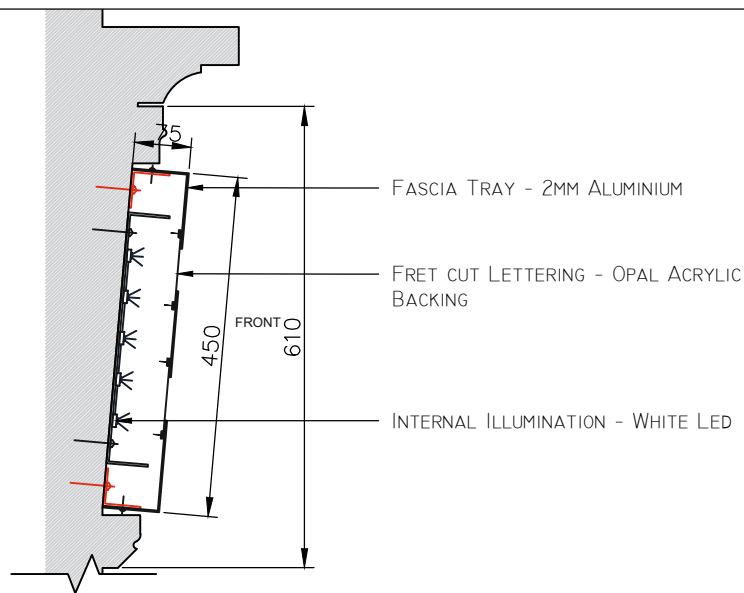 75
FASCIA TRAY - 2MM ALUMINIUM
FRET CUT LETTERING - OPAL ACRYLIC
BACKING
FRONT
450
610
INTERNAL ILLUMINATION - WHITE LED